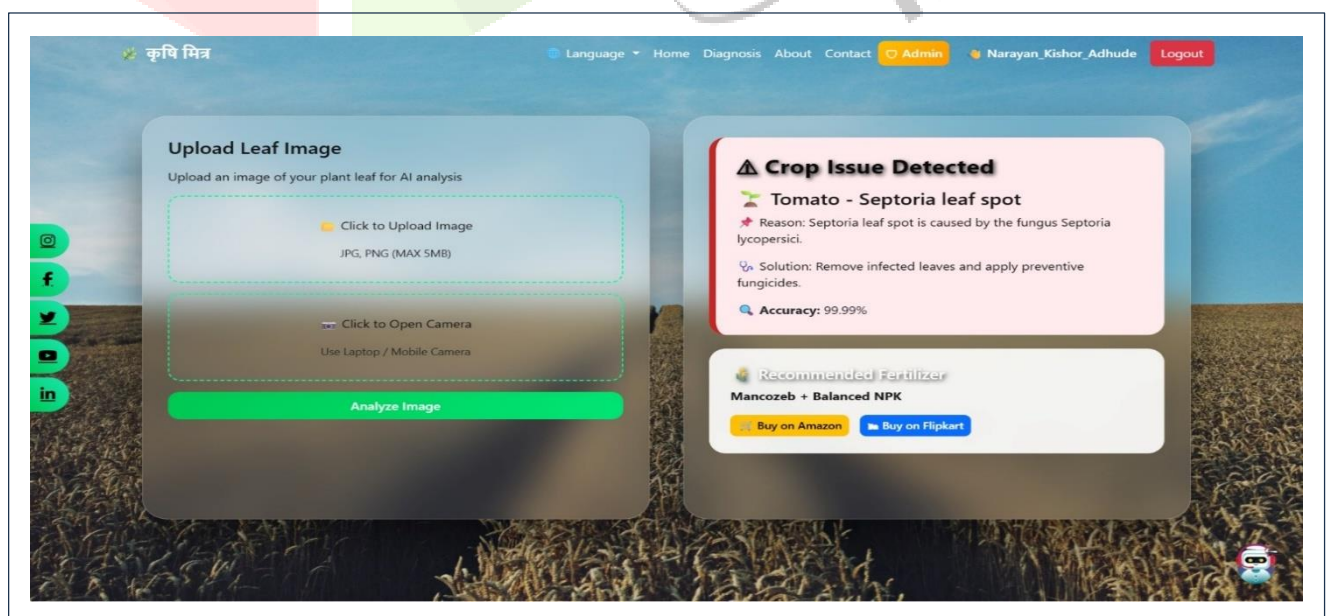 कृषि मित्र
Language Home Diagnosis About Contact Admin Narayan_Kishor_Adhude Logout
Upload Leaf Image
Upload an image of your plant leaf for AI analysis
Click to Upload Image
JPG, PNG (MAX 5MB)
Click to Open Camera
Use Laptop / Mobile Camera
Analyze Image
Crop Issue Detected
Tomato - Septoria leaf spot
Reason: Septoria leaf spot is caused by the fungus Septoria
lycopersici.
Solution: Remove infected leaves and apply preventive
fungicides.
Accuracy: 99.99%
Recommended Fertilizer
Mancozeb + Balanced NPK
Buy on Amazon Buy on Flipkart